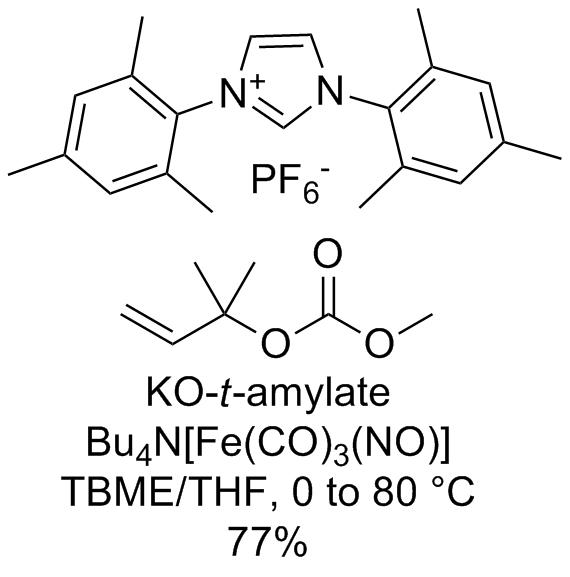 N+ N
PF6-
O
O O
KO-t-amylate
Bu4N[Fe(CO)3(NO)]
TBME/THF, 0 to 80 °C
77%